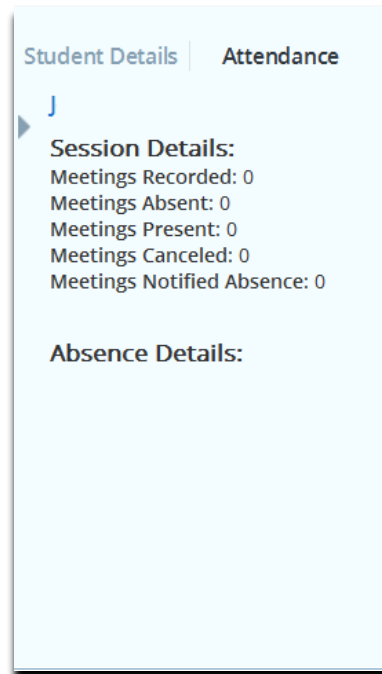 Student Details Attendance
J
Session Details:
Meetings Recorded: 0
Meetings Absent: 0
Meetings Present: 0
Meetings Canceled: 0
Meetings Notified Absence: 0
Absence Details: